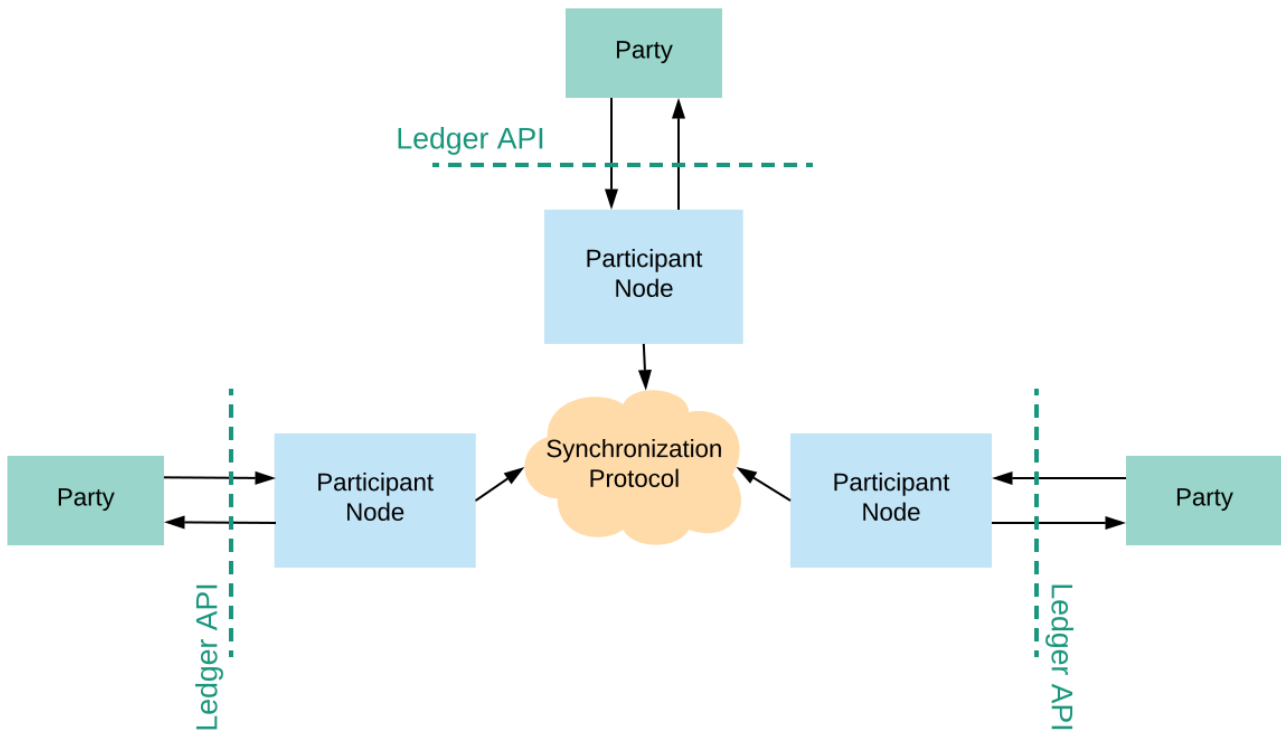 Party
Ledger API
Participant
Node
Synchronization
Protocol
Party
Participant
Node
Ledger API
Participant
Node
Party
Ledger API